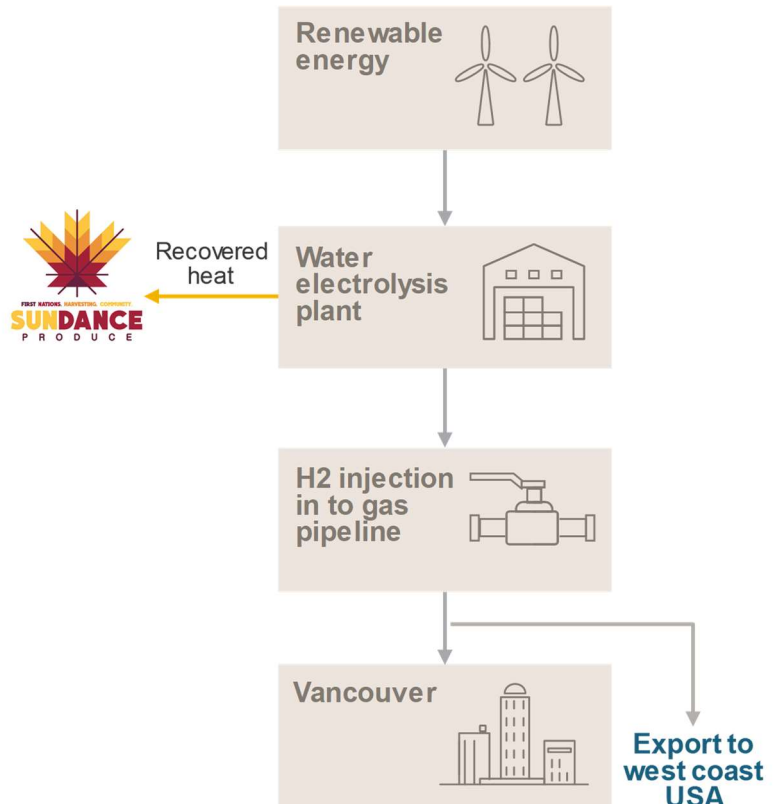 Renewable
energy
Recovered
heat
FIRST NATIONS. HARVESTING. COMMUNITY.
SUNDANCE
PRODUCE
Water
electrolysis
plant
H2 injection
in to gas
pipeline
Vancouver
Export to
west coast
USA